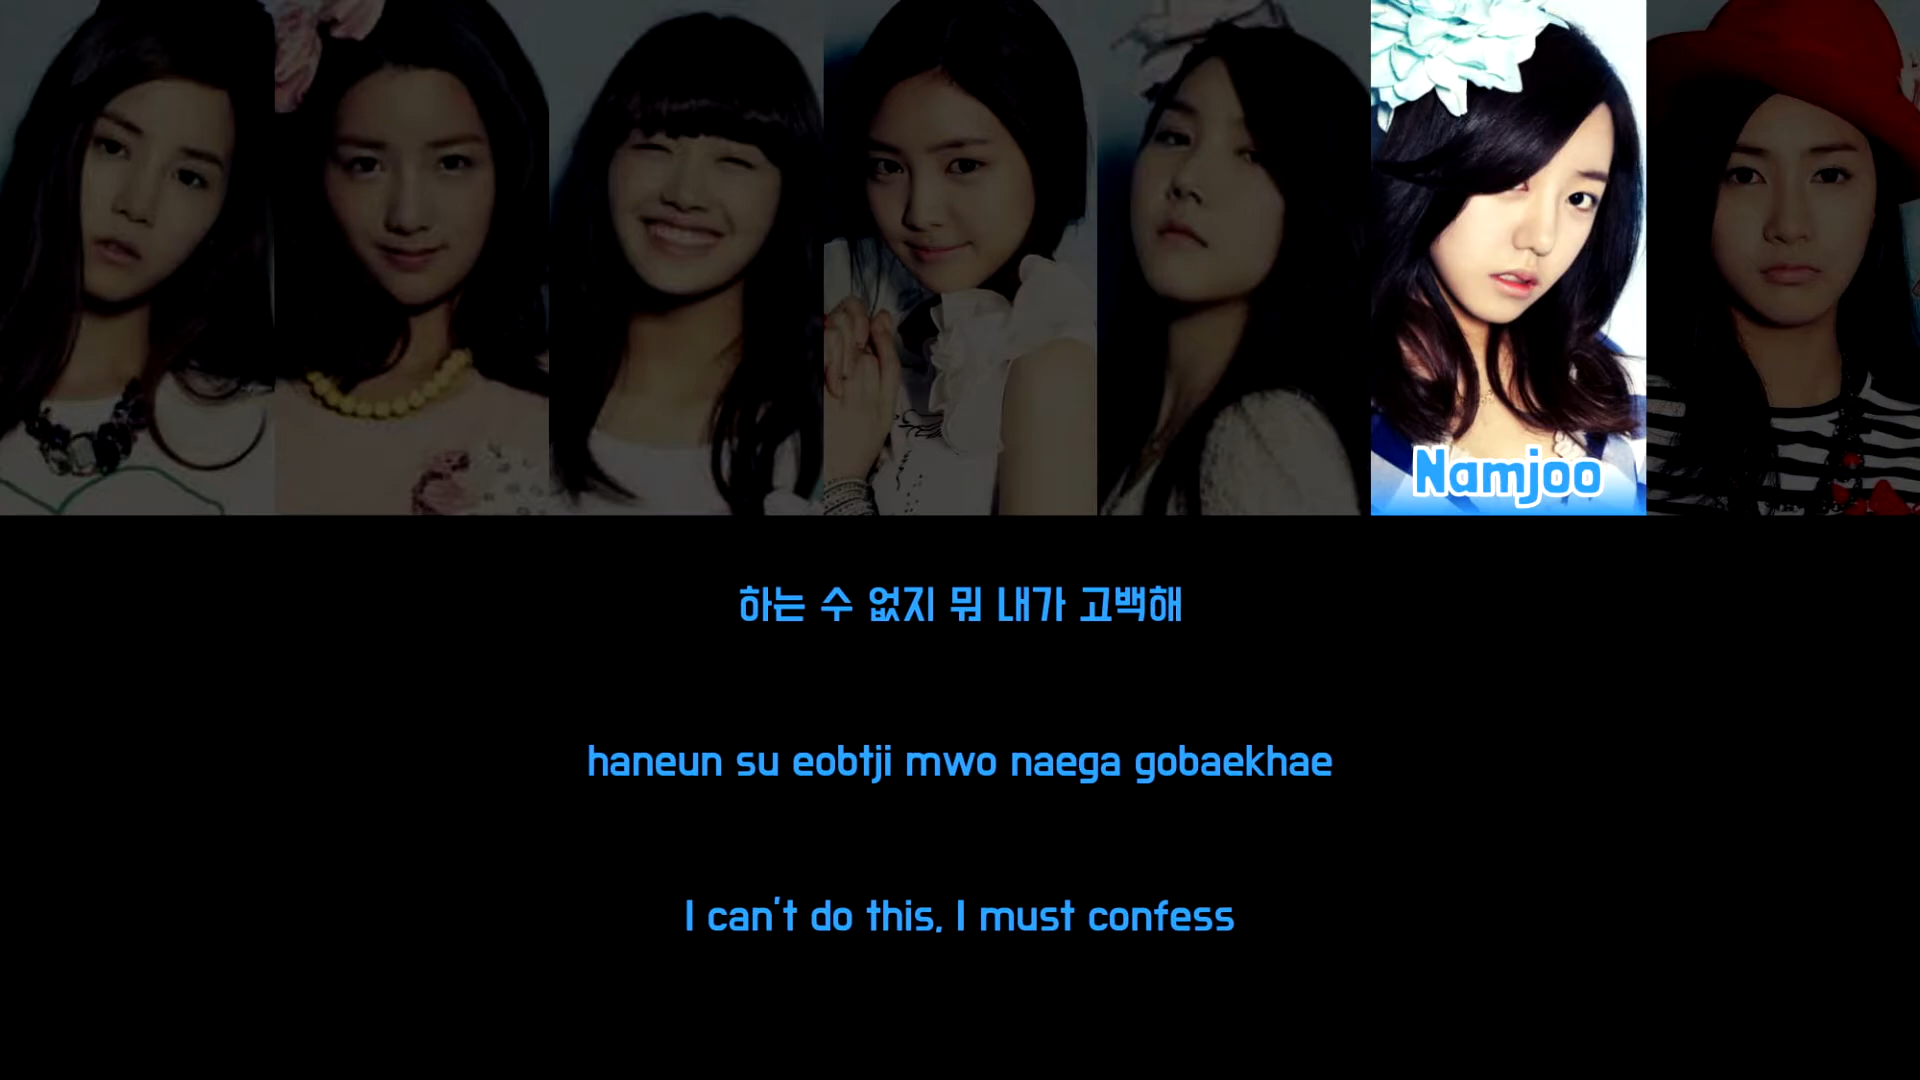 Namjoo
하는 수 없지 뭐 내가 고백해
haneun su eobtji mwo naega gobaekhae
I can't do this, I must confess